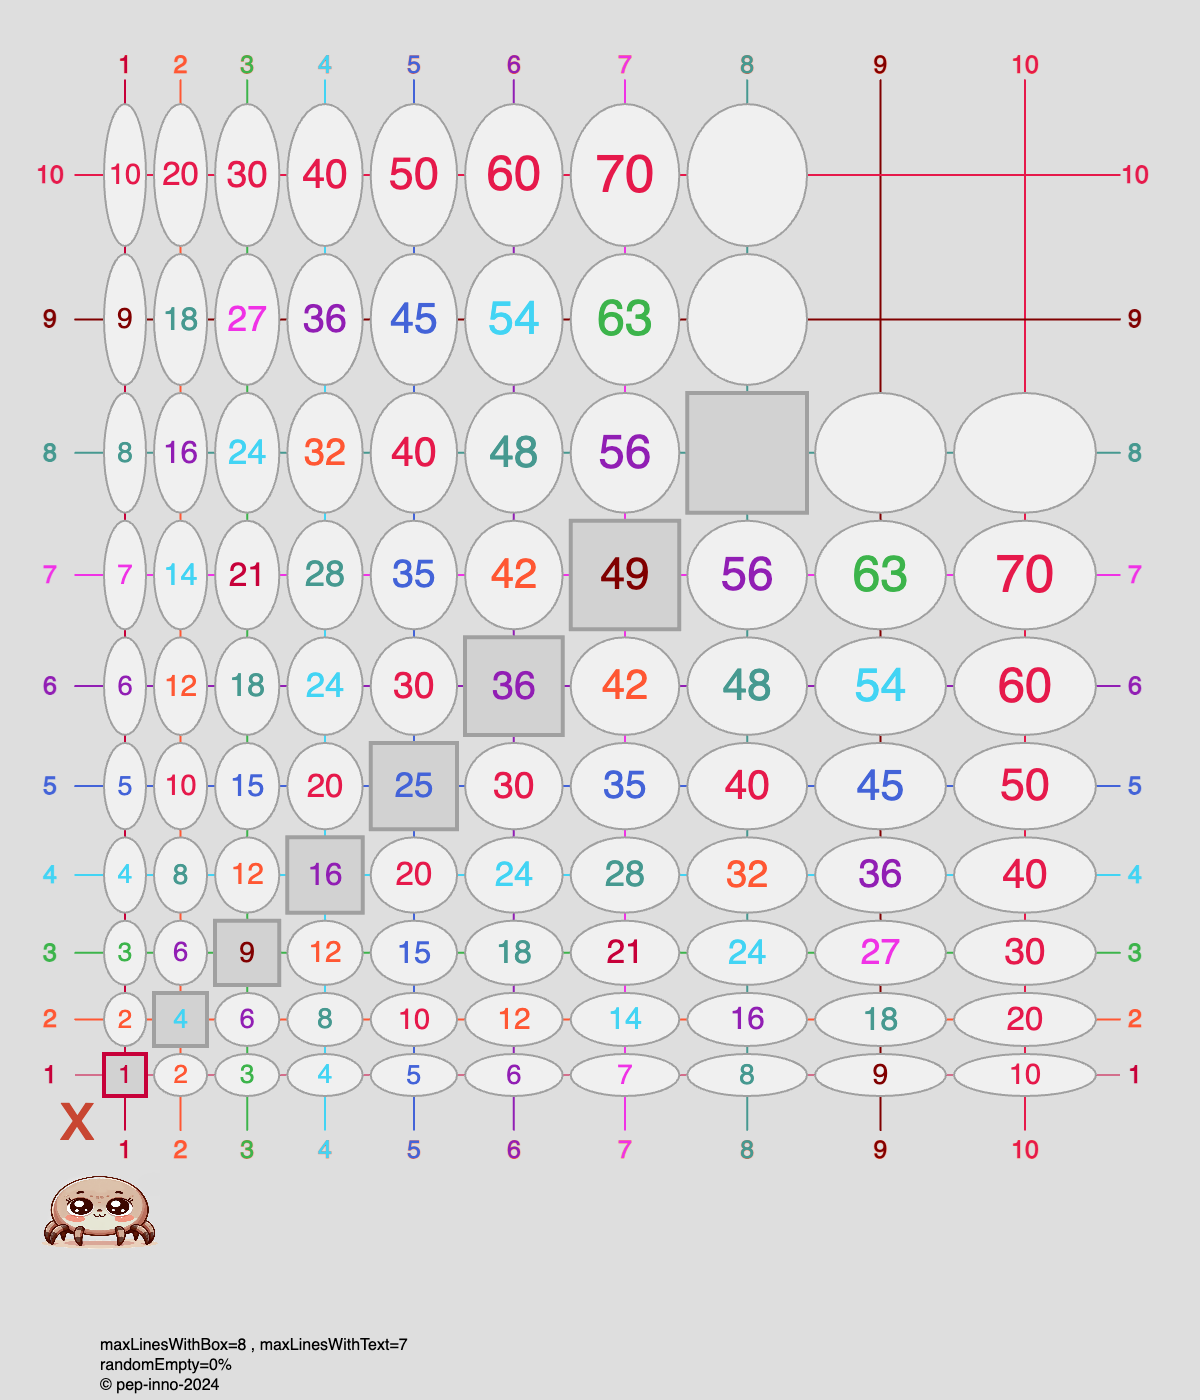 1 2 3 4 5 6 7 8 9 10
10 10 20 30 40 50 60 70 10
9 9 18 27 36 45 54 63 9
8 8 16 24 32 40 48 56 8
7 7 14 21 28 35 42 49 56 63 70 7
6 6 12 18 24 30 36 42 48 54 60 6
5 5 10 15 20 25 30 35 40 45 50 5
4 4 8 12 16 20 24 28 32 36 40 4
3 3 6 9 12 15 18 21 24 27 30 3
2 2 4 6 8 10 12 14 16 18 20 2
1 1 2 3 4 5 6 7 8 9 10 1
X
1 2 3 4 5 6 7 8 9 10
maxLinesWithBox=8 , maxLinesWithText=7
randomEmpty=0%
© pep-inno-2024